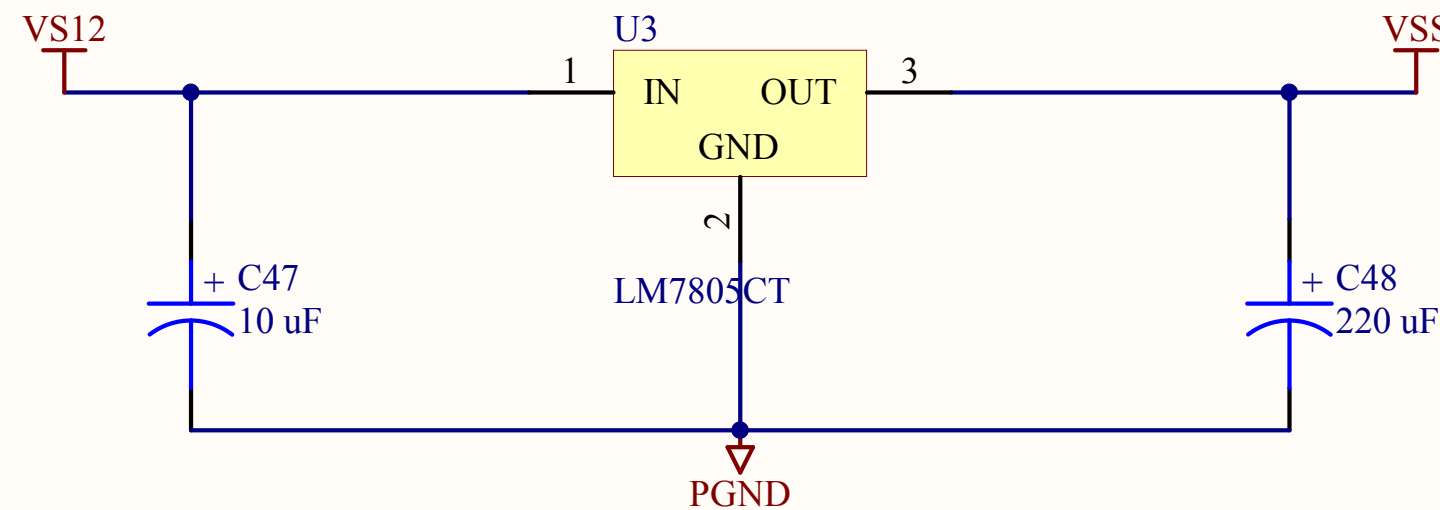 VS12
U3
VSS
1
IN
OUT
3
GND
2
+ C47
10 uF
LM7805CT
+ C48
220 uF
PGND